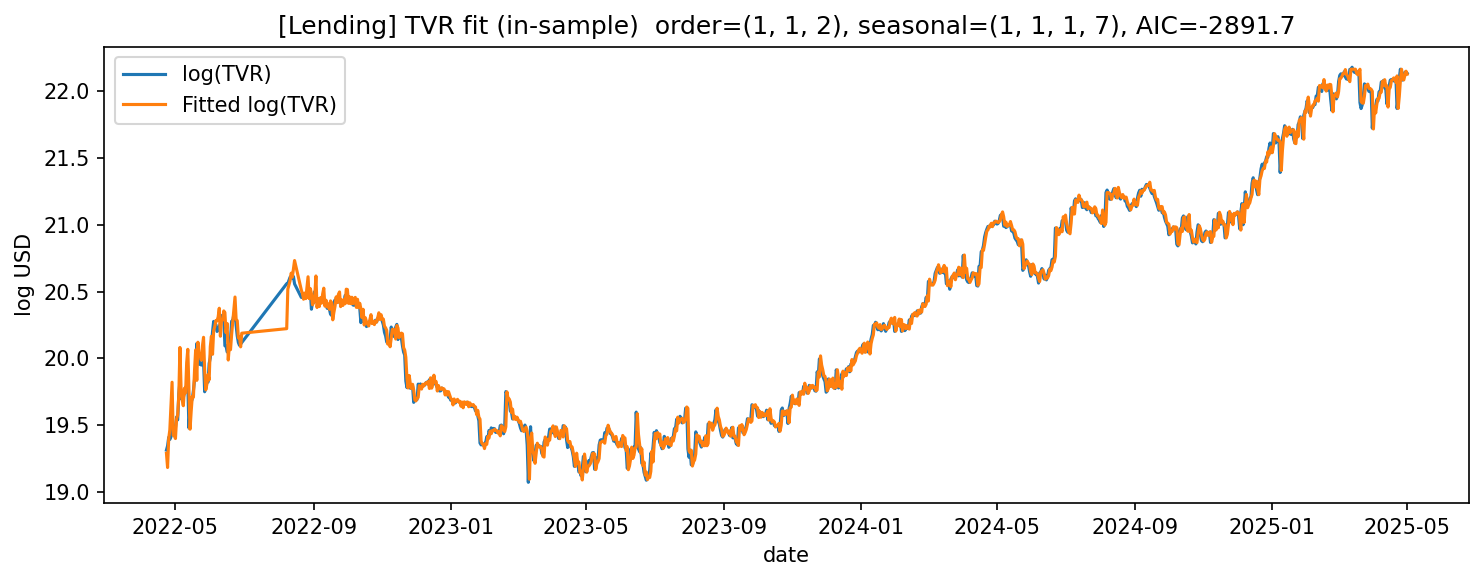 [Lending] TVR fit (in-sample)  order=(1, 1, 2), seasonal=(1, 1, 1, 7), AIC=-2891.7
log(TVR)
Fitted log(TVR)
22.0
21.5
21.0
20.5
20.0
19.5
19.0
log USD
2022-05 2022-09 2023-01 2023-05 2023-09 2024-01 2024-05 2024-09 2025-01 2025-05
date